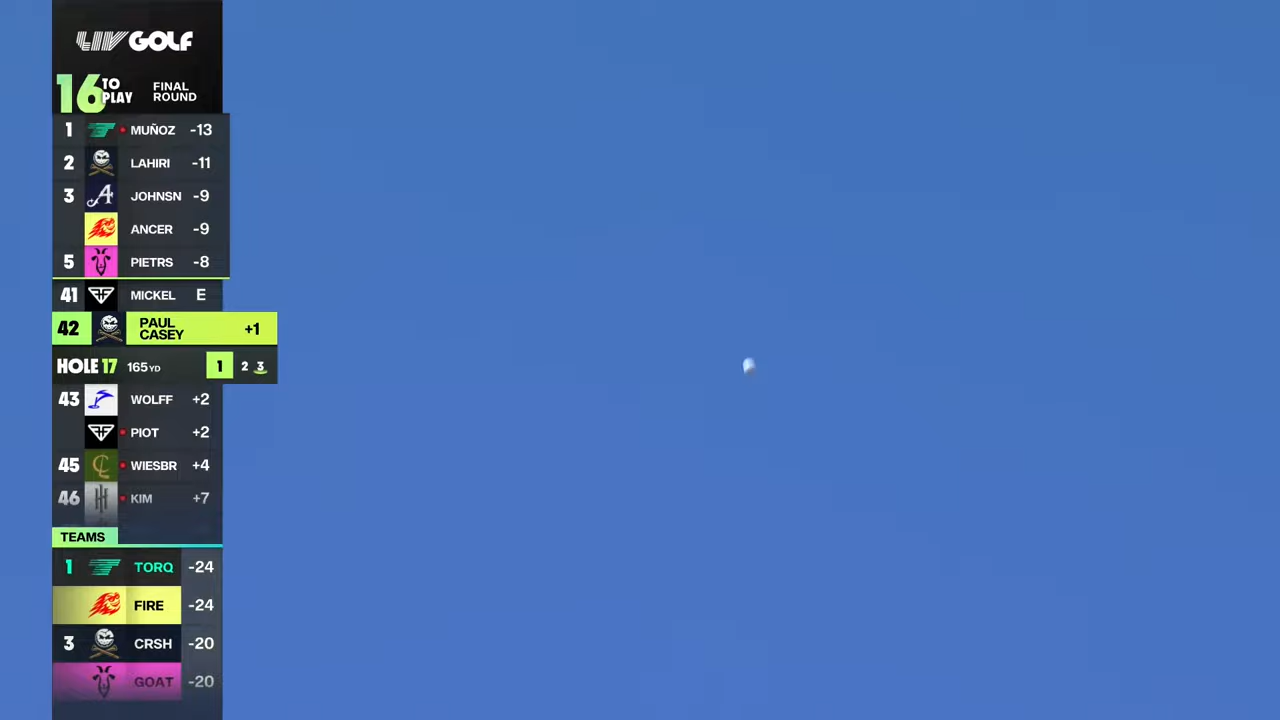 LIV GOLF
16 TO PLAY FINAL ROUND
1 MUÑOZ -13
2 LAHIRI -11
3 JOHNSN -9
ANCER -9
5 PIETRS -8
41 MICKEL E
42 PAUL CASEY +1
HOLE 17 165YD 1 2 3
43 WOLFF +2
PIOT +2
45 WIESBR +4
46 KIM +7
TEAMS
1 TORQ -24
FIRE -24
3 CRSH -20
GOAT -20